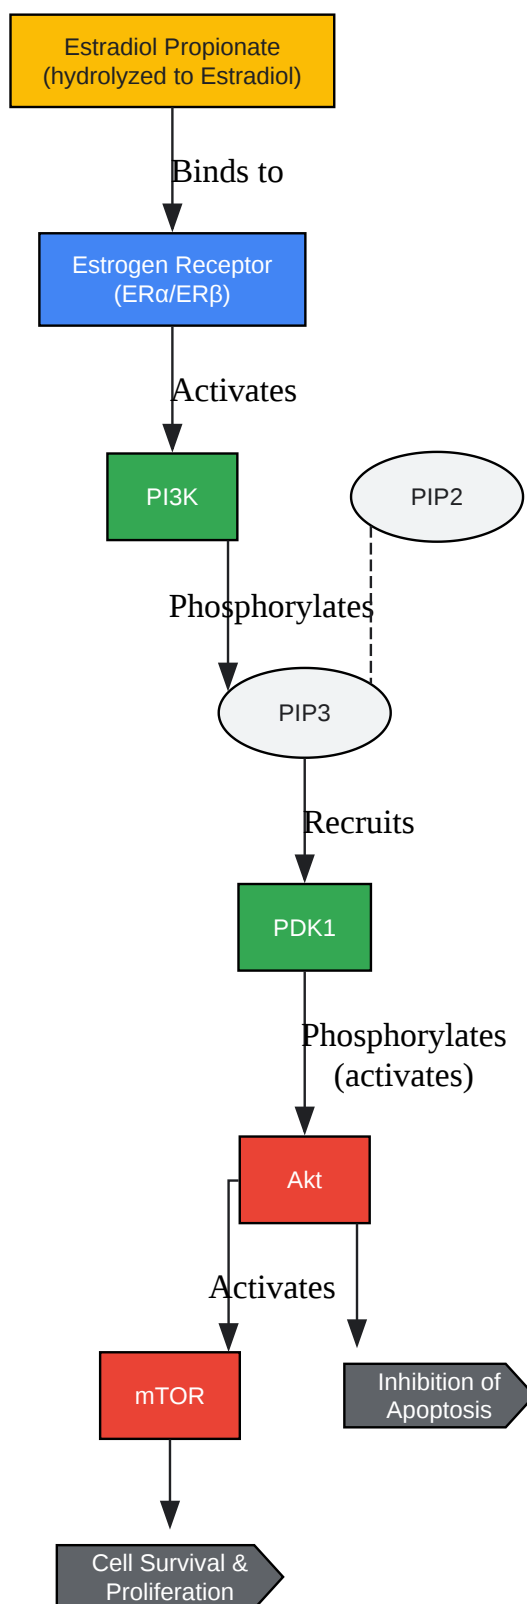 Estradiol Propionate
(hydrolyzed to Estradiol)
Binds to
Estrogen Receptor
(ERα/ERβ)
Activates
PI3K
PIP2
Phosphorylates
PIP3
Recruits
PDK1
Phosphorylates
(activates)
Akt
Activates
mTOR
Inhibition of
Apoptosis
Cell Survival &
Proliferation